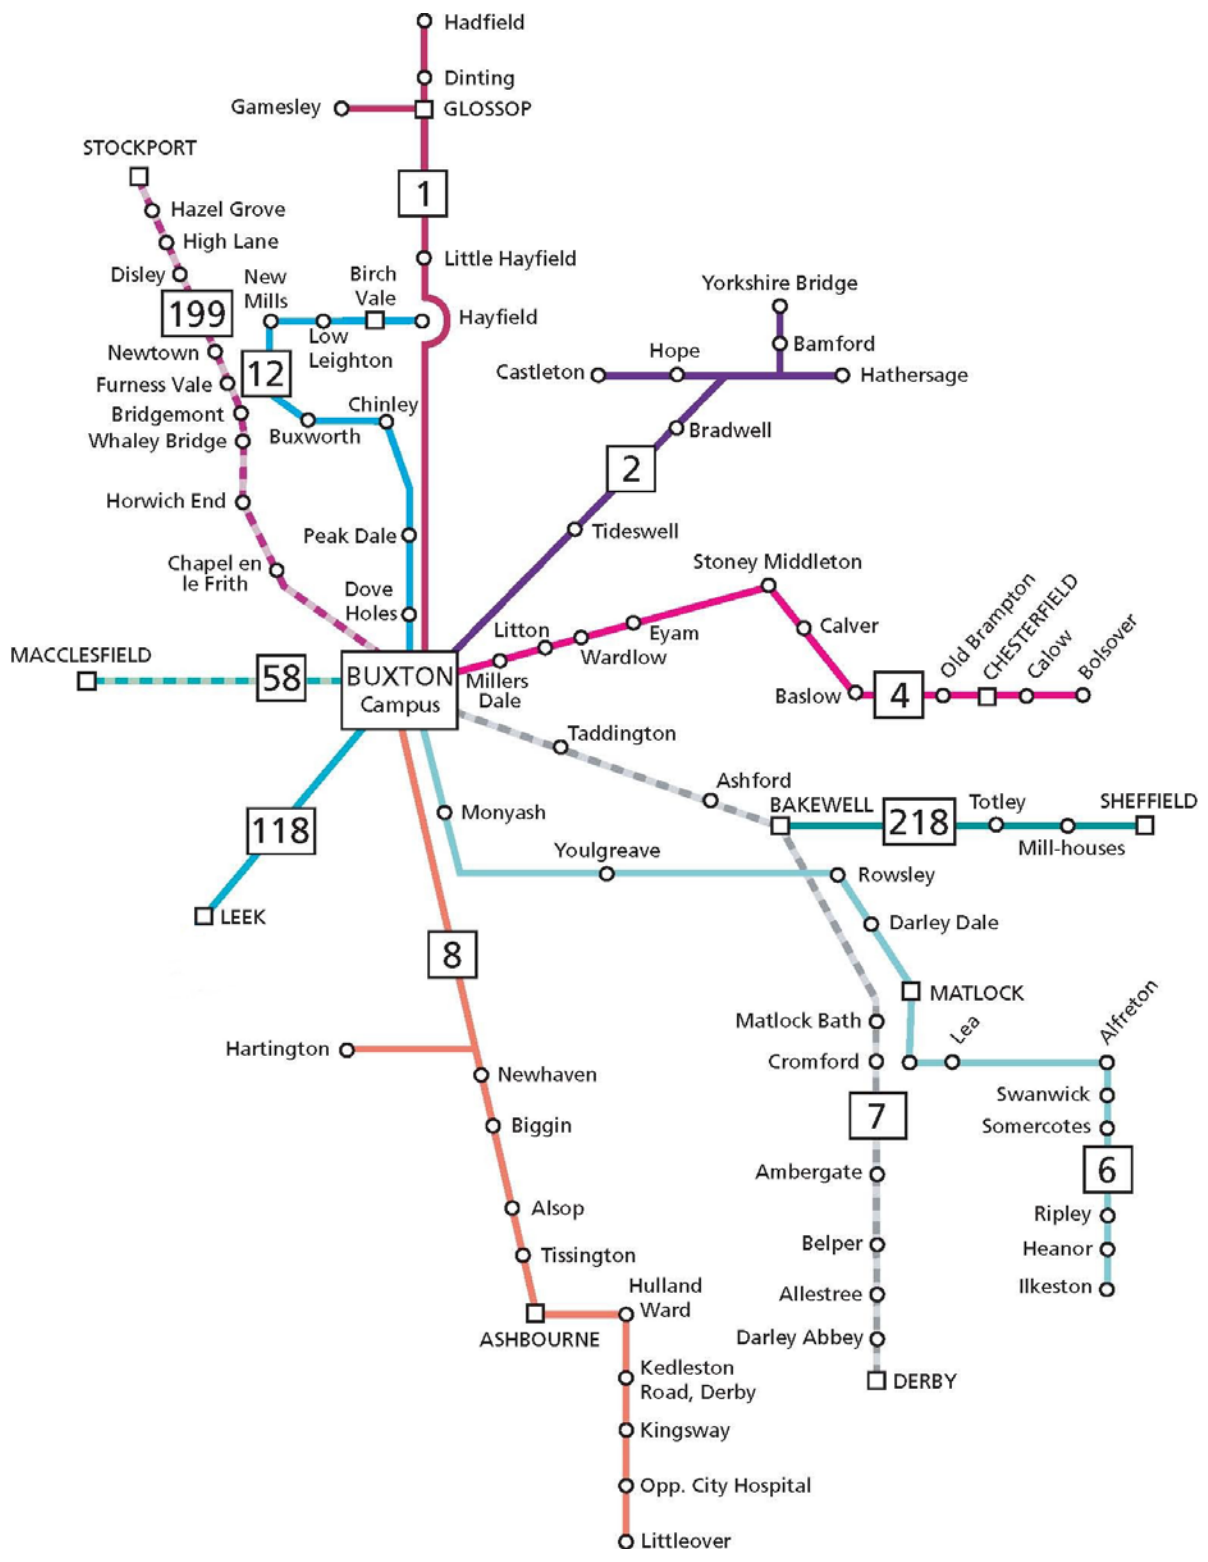 Hadfield
Dinting
Gamesley
GLOSSOP
STOCKPORT
1
Hazel Grove
High Lane
Little Hayfield
Disley
New
Mills
Birch
Vale
Yorkshire Bridge
199
Hayfield
Low
Leighton
Bamford
Newtown
12
Hope
Castleton
Hathersage
Furness Vale
Chinley
Bridgemont
Buxworth
Bradwell
Whaley Bridge
2
Horwich End
Peak Dale
Tideswell
Chapel en
le Frith
Stoney Middleton
Dove
Holes
Litton
Eyam
Calver
Old Brampton
CHESTERFIELD
Calow
Bolsover
Wardlow
MACCLESFIELD
58
BUXTON
Campus
Millers
Dale
Baslow
4
Taddington
Ashford
BAKEWELL
218
Totley
SHEFFIELD
Monyash
118
Mill-houses
Youlgreave
Rowsley
LEEK
Darley Dale
8
MATLOCK
Matlock Bath
Lea
Alfreton
Hartington
Cromford
Newhaven
Swanwick
7
Biggin
Somercotes
6
Ambergate
Alsop
Ripley
Belper
Heanor
Tissington
Ilkeston
Hulland
Ward
Allestree
ASHBOURNE
Darley Abbey
Kedleston
Road, Derby
DERBY
Kingsway
Opp. City Hospital
Littleover